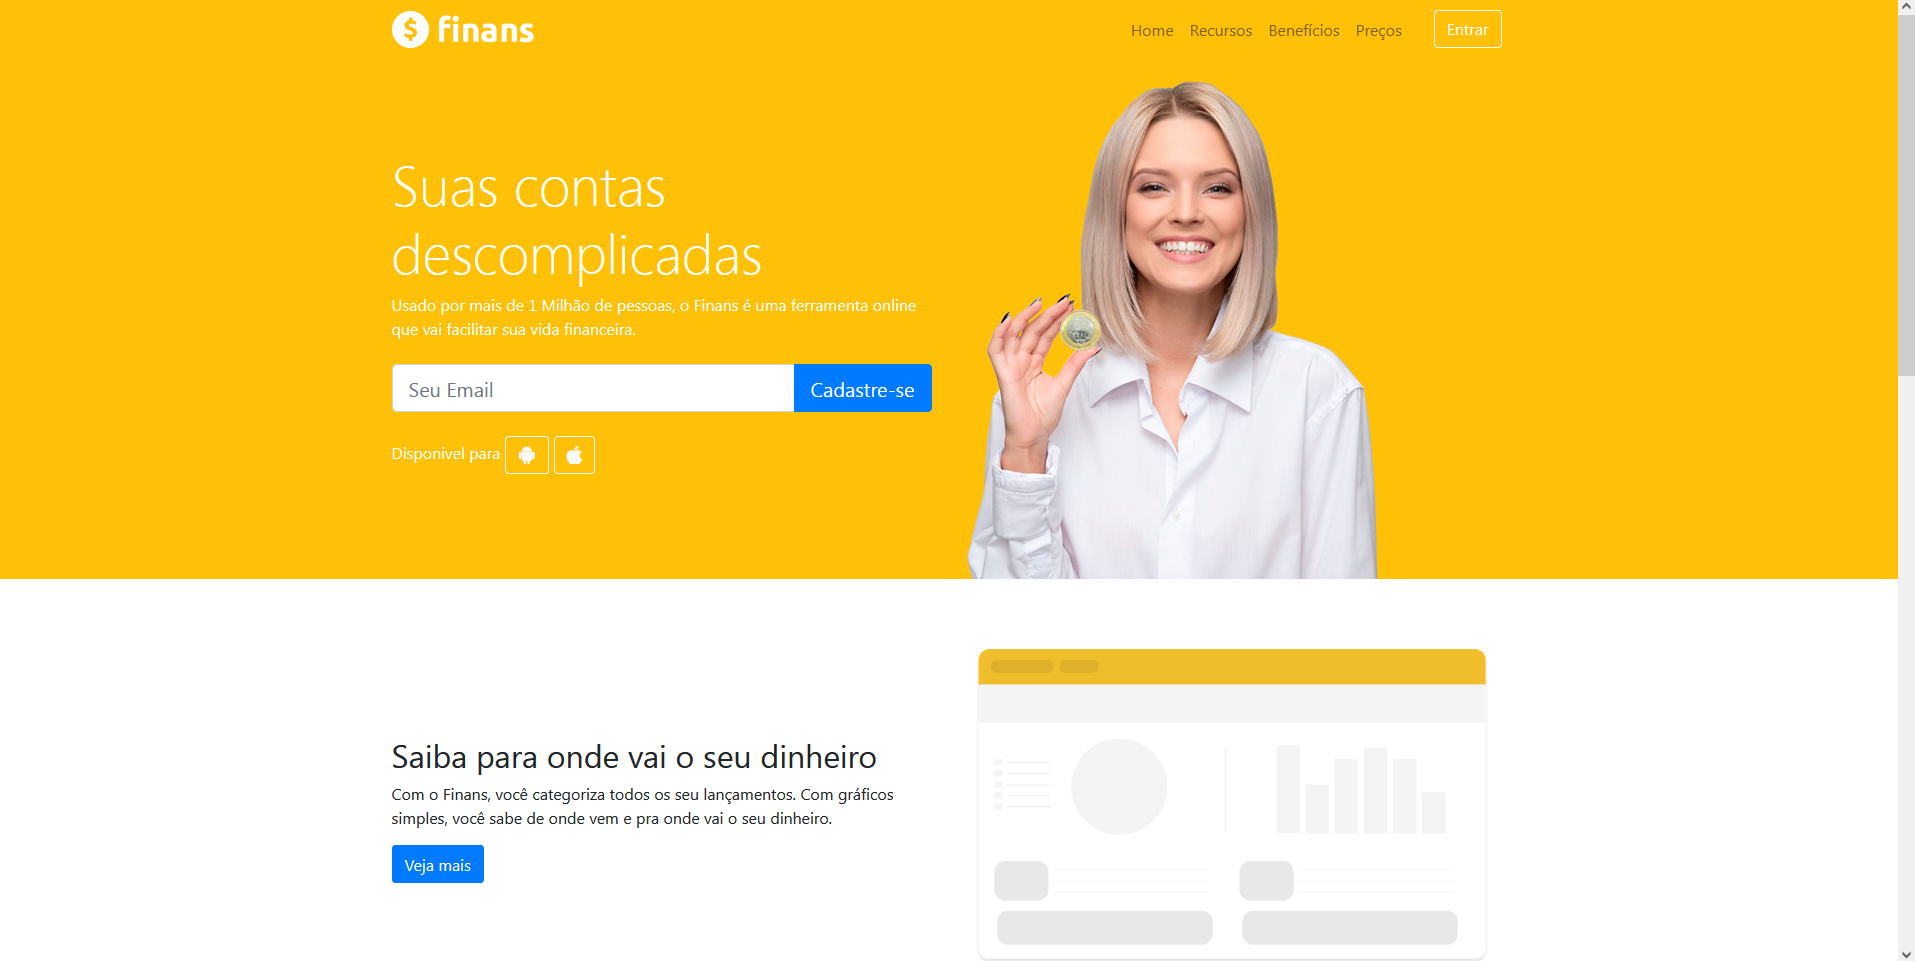 finans
Home Recursos Benefícios Preços Entrar
Suas contas
descomplicadas
Usado por mais de 1 Milhão de pessoas, o Finans é uma ferramenta online
que vai facilitar sua vida financeira.
Seu Email Cadastre-se
Disponivel para
Saiba para onde vai o seu dinheiro
Com o Finans, você categoriza todos os seu lançamentos. Com gráficos
simples, você sabe de onde vem e pra onde vai o seu dinheiro.
Veja mais